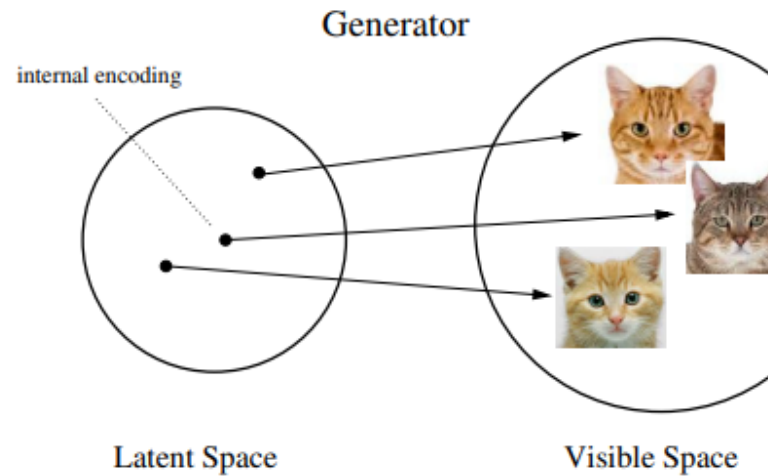 Generator
internal encoding
Latent Space
Visible Space